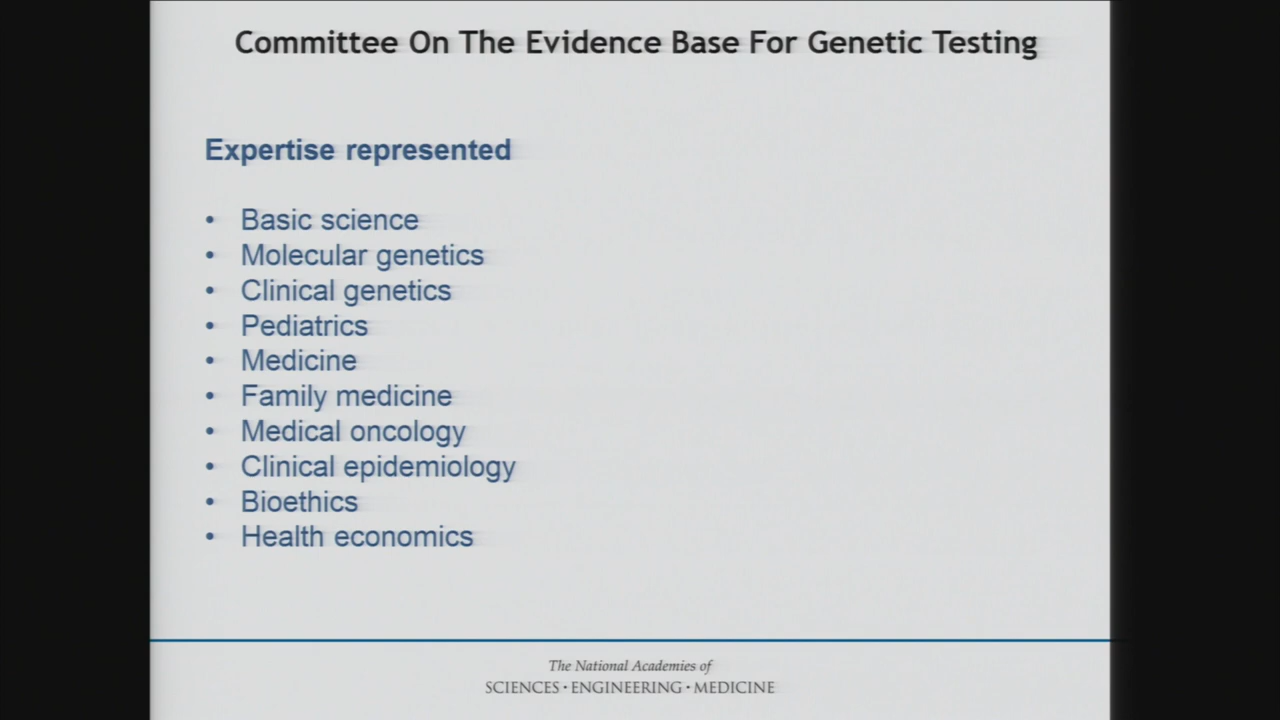 Committee On The Evidence Base For Genetic Testing
Expertise represented
• Basic science
• Molecular genetics
• Clinical genetics
• Pediatrics
• Medicine
• Family medicine
• Medical oncology
• Clinical epidemiology
• Bioethics
• Health economics
The National Academies of
SCIENCES · ENGINEERING · MEDICINE